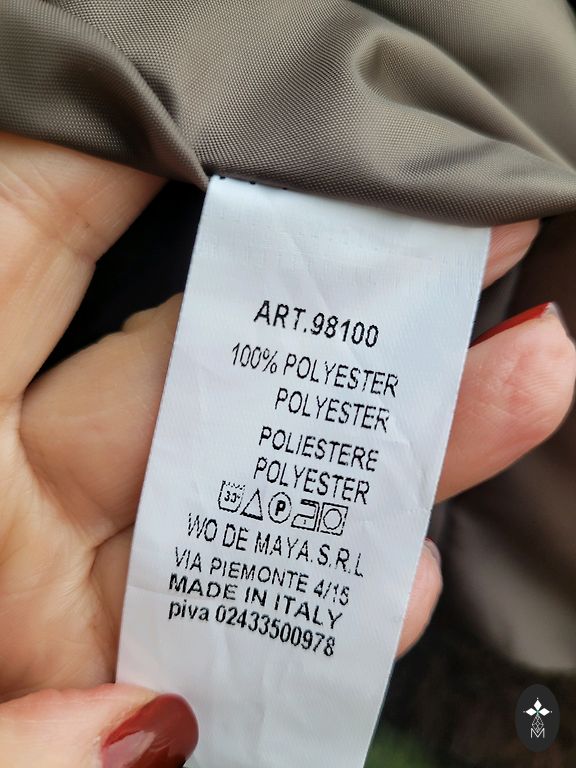 ART.98100
100% POLYESTER
POLYESTER
POLIESTERE
POLYESTER
WO DE MAYA.S.R.L
VIA PIEMONTE 4/15
MADE IN ITALY
piva 02433500978
M